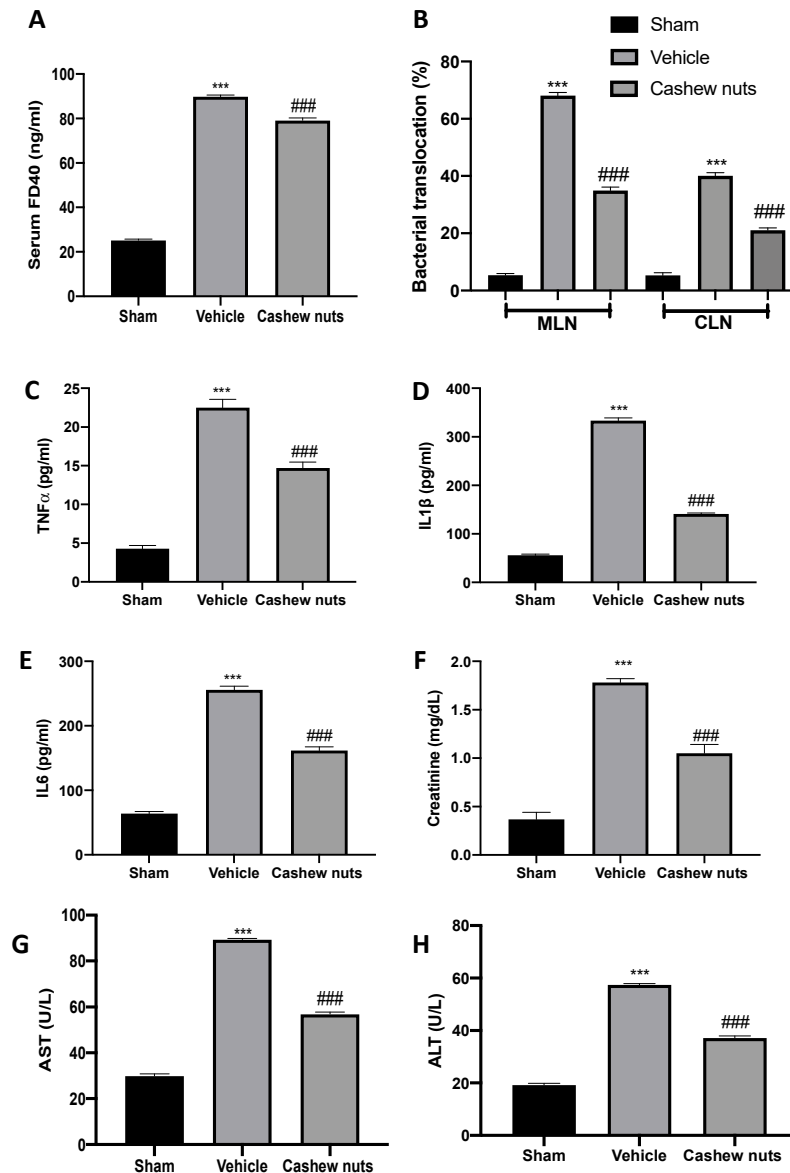 A
Serum FD40 (ng/ml)
100
80
60
40
20
0
***
###
Sham Vehicle Cashew nuts
B
Sham
Vehicle
Cashew nuts
Bacterial translocation (%)
80
60
40
20
0
***
###
***
###
MLN CLN
C
TNFα (pg/ml)
25
20
15
10
5
0
***
###
Sham Vehicle Cashew nuts
D
IL1β (pg/ml)
400
300
200
100
0
***
###
Sham Vehicle Cashew nuts
E
IL6 (pg/ml)
300
200
100
0
***
###
Sham Vehicle Cashew nuts
F
Creatinine (mg/dL)
2.0
1.5
1.0
0.5
0.0
***
###
Sham Vehicle Cashew nuts
G
AST (U/L)
100
80
60
40
20
0
***
###
Sham Vehicle Cashew nuts
H
ALT (U/L)
80
60
40
20
0
***
###
Sham Vehicle Cashew nuts